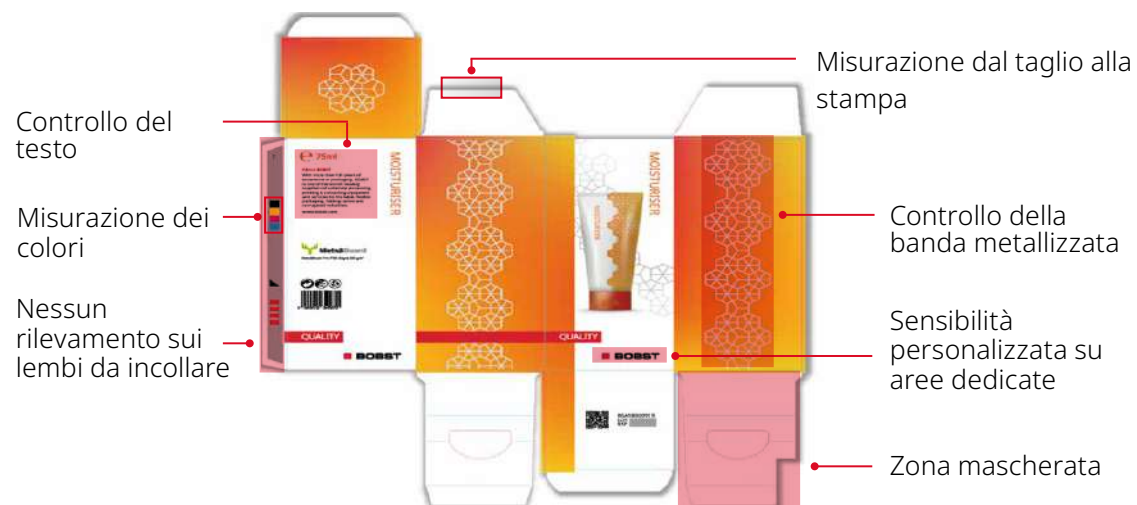 Misurazione dal taglio alla
stampa
Controllo del
testo
Misurazione dei
colori
Nessun
rilevamento sui
lembi da incollare
Controllo della
banda metallizzata
Sensibilità
personalizzata su
aree dedicate
Zona mascherata
75ml
MOISTURISER
QUALITY
BOBST
MOISTURISER
QUALITY
BOBST